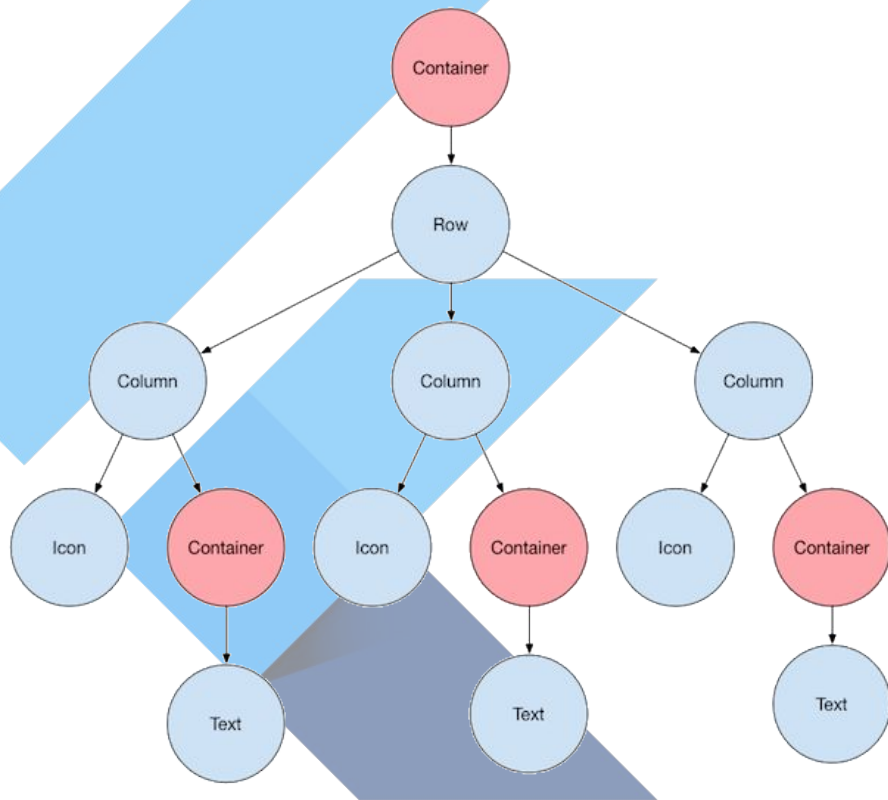 Container
Row
Column
Column
Column
Icon
Container
Icon
Container
Icon
Container
Text
Text
Text